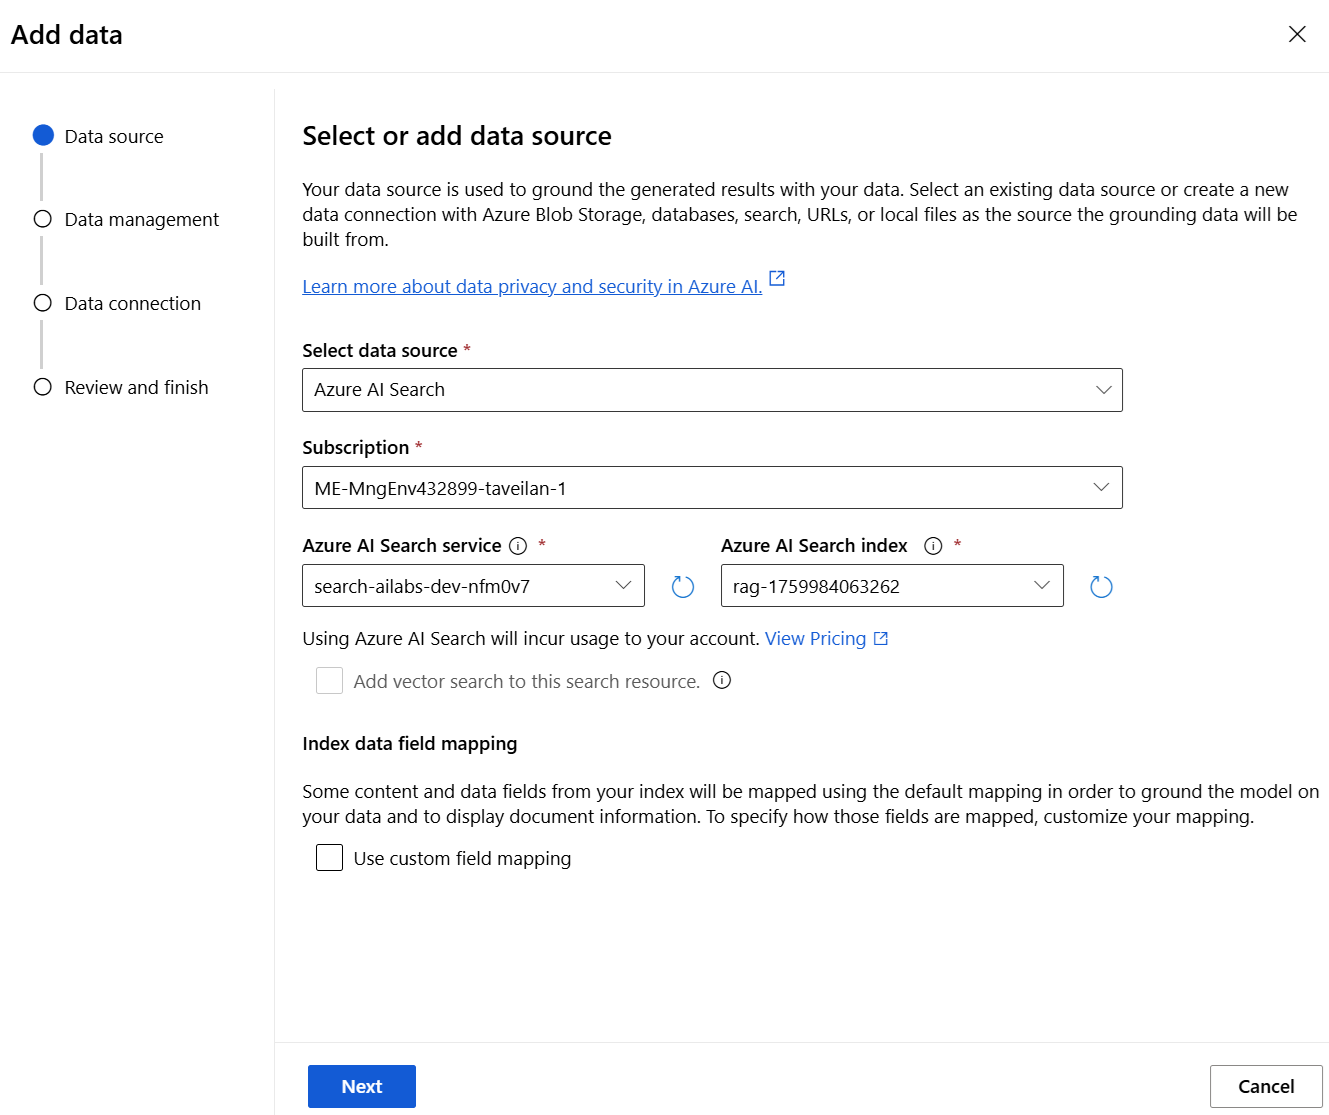 Add data
Data source
Data management
Data connection
Review and finish
Select or add data source
Your data source is used to ground the generated results with your data. Select an existing data source or create a new
data connection with Azure Blob Storage, databases, search, URLs, or local files as the source the grounding data will be
built from.
Learn more about data privacy and security in Azure AI.
Select data source *
Azure AI Search
Subscription *
ME-MngEnv432899-taveilan-1
Azure AI Search service *
search-ailabs-dev-nfm0v7
Azure AI Search index *
rag-1759984063262
Using Azure AI Search will incur usage to your account. View Pricing
Add vector search to this search resource.
Index data field mapping
Some content and data fields from your index will be mapped using the default mapping in order to ground the model on
your data and to display document information. To specify how those fields are mapped, customize your mapping.
Use custom field mapping
Next
Cancel